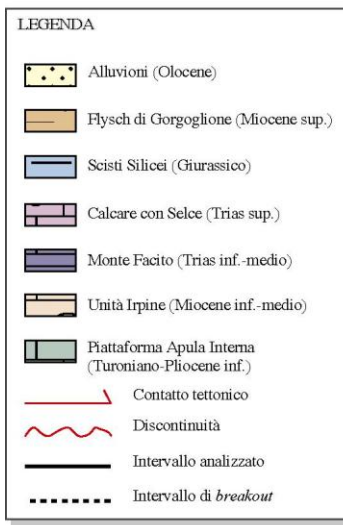 LEGENDA
Alluvioni (Olocene)
Flysch di Gorgoglione (Miocene sup.)
Scisti Silicei (Giurassico)
Calcare con Selce (Trias sup.)
Monte Facito (Trias inf.-medio)
Unità Irpine (Miocene inf.-medio)
Piattaforma Apula Interna
(Turoniano-Pliocene inf.)
Contatto tettonico
Discontinuità
Intervallo analizzato
Intervallo di breakout